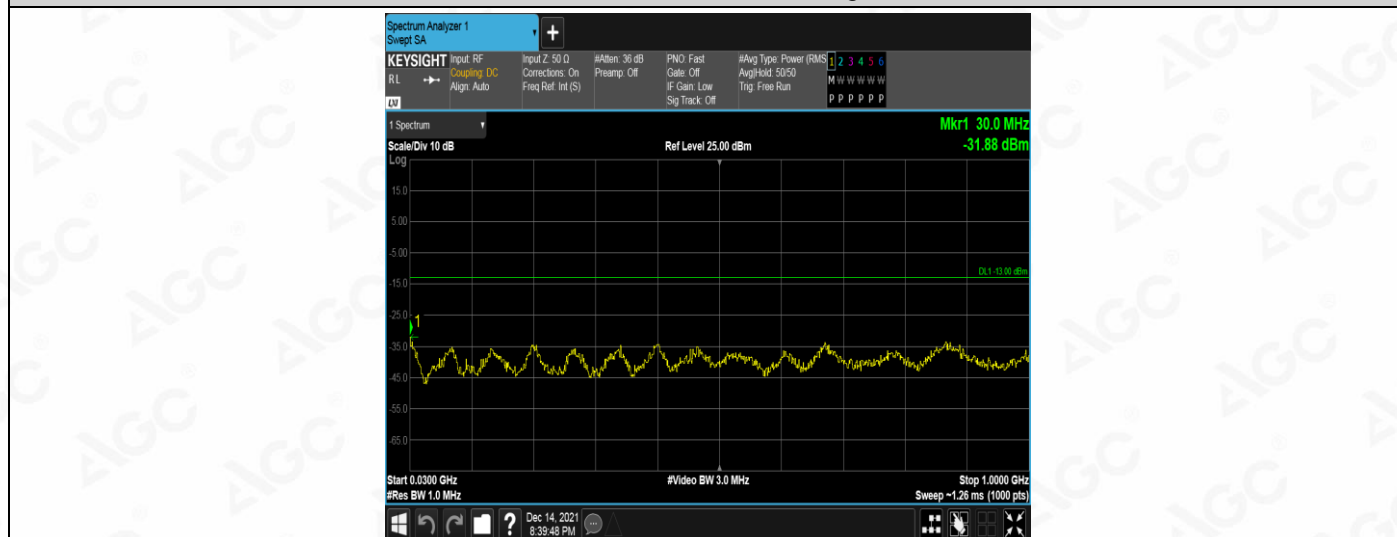 Spectrum Analyzer 1
Swept SA
+
KEYSIGHT
RL
LXI
Input: RF
Coupling: DC
Align: Auto
Input Z: 50 Ω
Corrections: On
Freq Ref: Int (S)
#Atten: 36 dB
Preamp: Off
PNO: Fast
Gate: Off
IF Gain: Low
Sig Track: Off
#Avg Type: Power (RMS
Avg|Hold: 50/50
Trig: Free Run
1 2 3 4 5 6
M W W W W W
P P P P P P
1 Spectrum
Mkr1 30.0 MHz
Scale/Div 10 dB
Ref Level 25.00 dBm
-31.88 dBm
Log
15.0
5.00
-5.00
DL1 -13.00 dBm
-15.0
-25.0
1
-35.0
-45.0
-55.0
-65.0
Start 0.0300 GHz
#Video BW 3.0 MHz
Stop 1.0000 GHz
#Res BW 1.0 MHz
Sweep ~1.26 ms (1000 pts)
?
Dec 14, 2021
8:39:48 PM
AGC